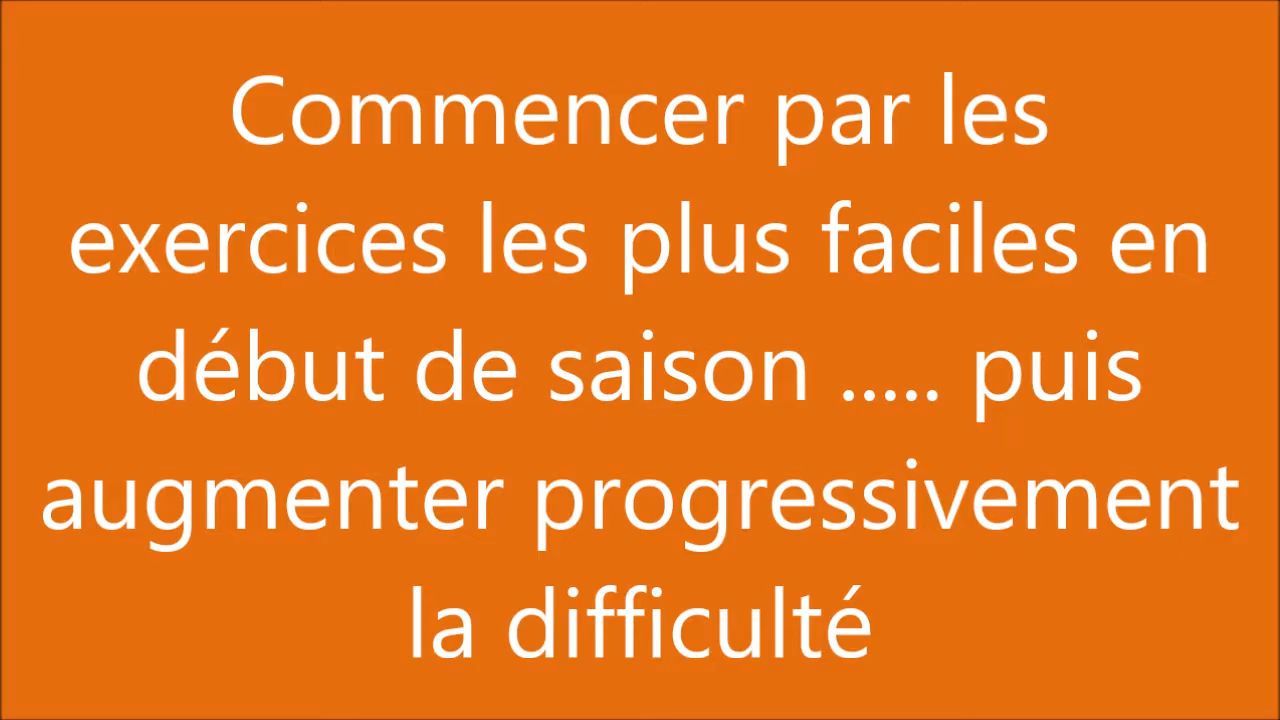 Commencer par les
exercices les plus faciles en
début de saison ..... puis
augmenter progressivement
la difficulté